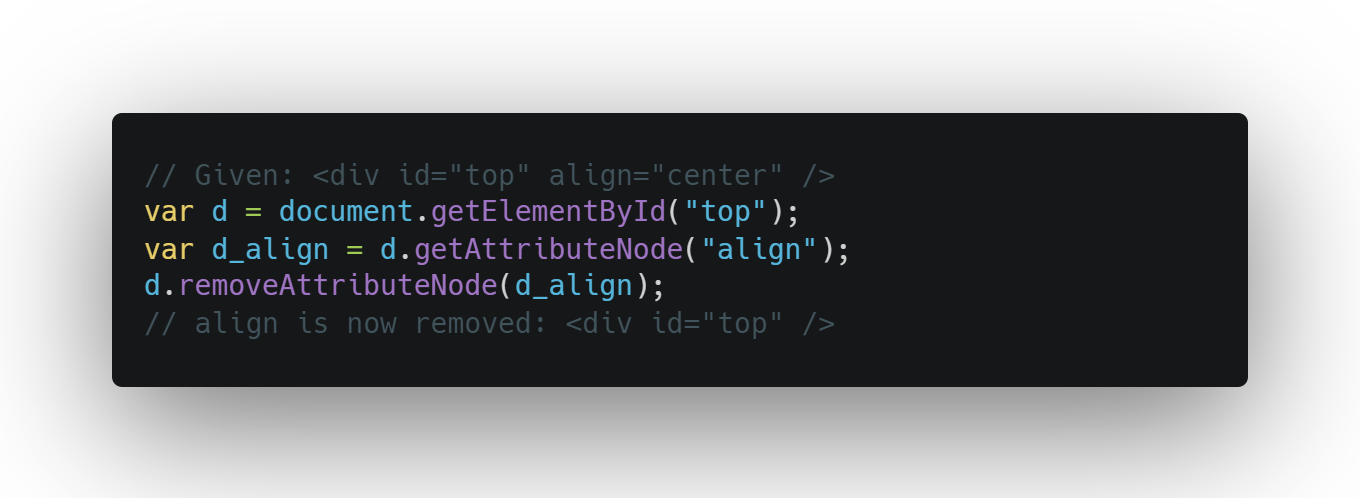 // Given: <div id="top" align="center" />
var d = document.getElementById("top");
var d_align = d.getAttributeNode("align");
d.removeAttributeNode(d_align);
// align is now removed: <div id="top" />